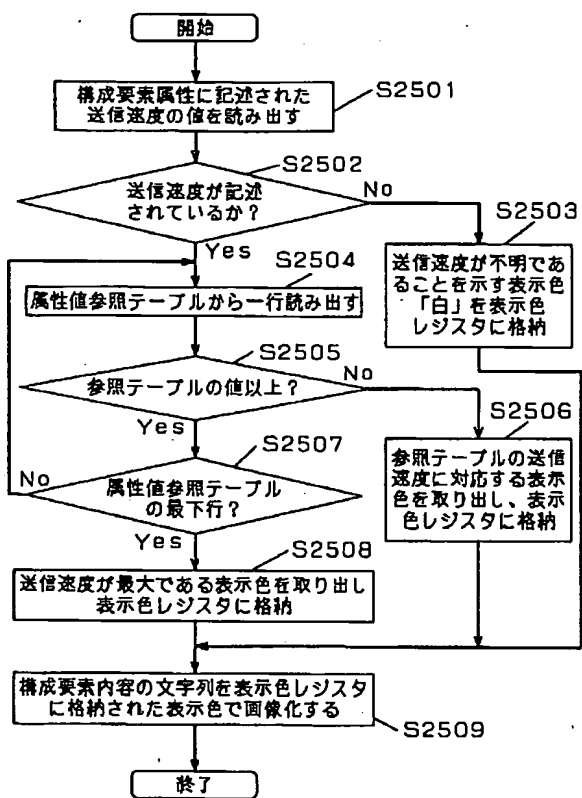 開始
構成要素属性に記述された
送信速度の値を読み出す
S2501
S2502
送信速度が記述
されているか？
No
Yes
S2503
送信速度が不明であ
ることを示す表示色
「白」を表示色
レジスタに格納
S2504
属性値参照テーブルから一行読み出す
S2505
参照テーブルの値以上？
No
Yes
S2506
参照テーブルの送信
速度に対応する表示
色を取り出し、表示
色レジスタに格納
S2507
No
属性値参照テーブル
の最下行？
Yes
S2508
送信速度が最大である表示色を取り出し
表示色レジスタに格納
構成要素内容の文字列を表示色レジスタ
に格納された表示色で画像化する
S2509
終了